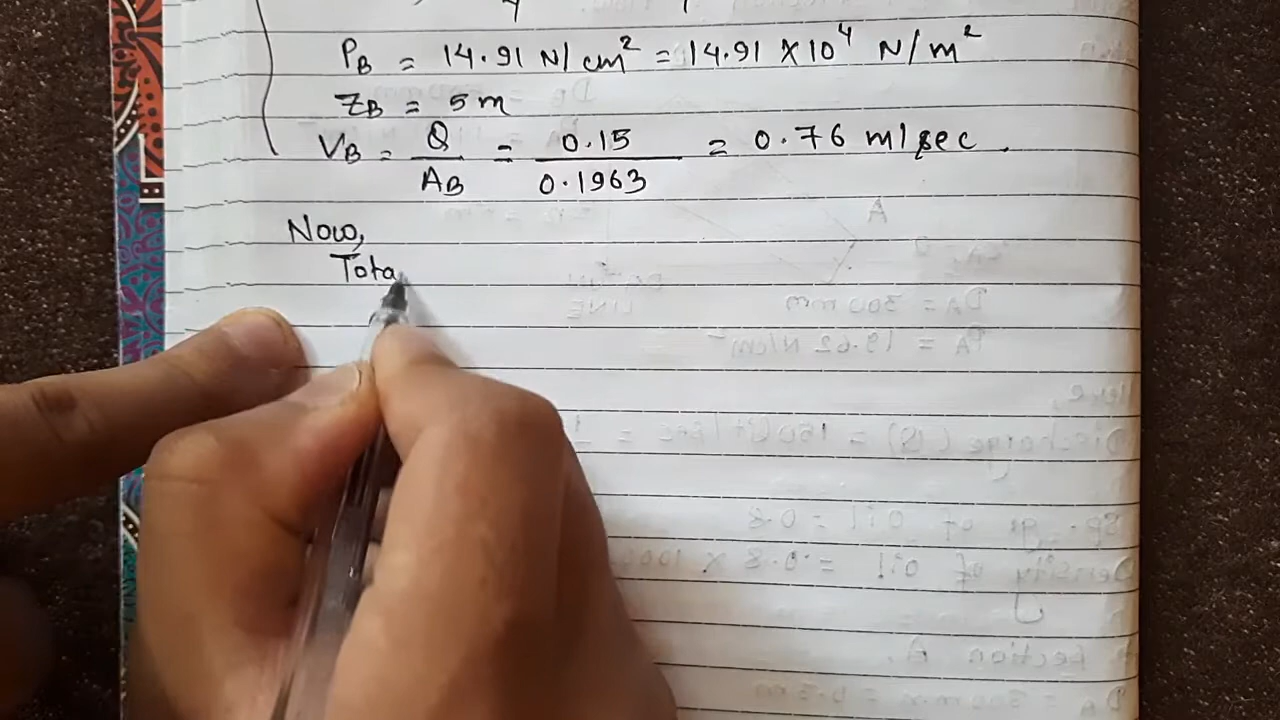 P_B = 14.91 N/cm² = 14.91 × 10⁴ N/m²
Z_B = 5 m
V_B = Q/A_B = 0.15/0.1963 = 0.76 m/sec.
Now,
Tota